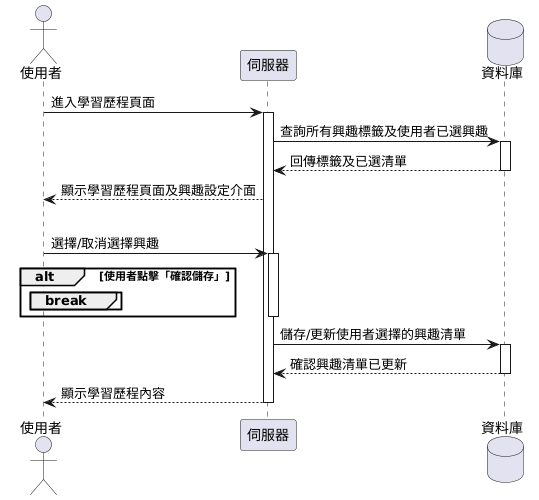 使用者
伺服器
資料庫
進入學習歷程頁面
查詢所有興趣標籤及使用者已選興趣
回傳標籤及已選清單
顯示學習歷程頁面及興趣設定介面
選擇/取消選擇興趣
alt [使用者點擊「確認儲存」]
break
儲存/更新使用者選擇的興趣清單
確認興趣清單已更新
顯示學習歷程內容
使用者
伺服器
資料庫